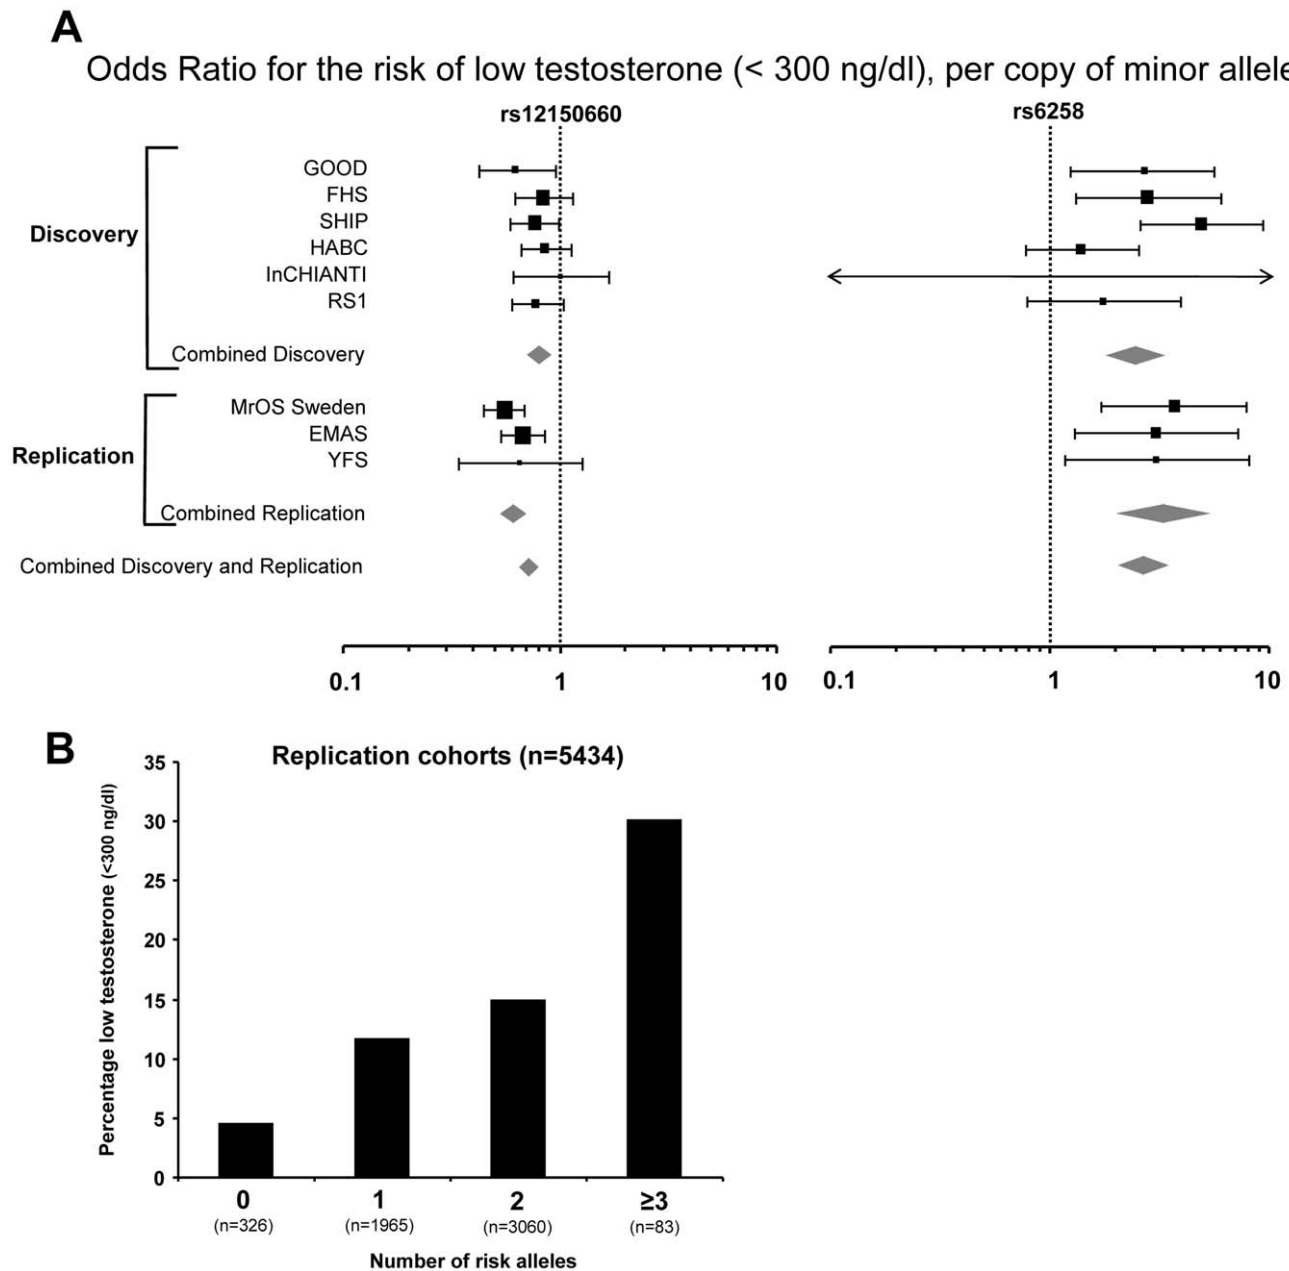 A
Odds Ratio for the risk of low testosterone (< 300 ng/dl), per copy of minor allele
rs12150660 rs6258
GOOD
FHS
SHIP
Discovery
HABC
InCHIANTI
RS1
Combined Discovery
MrOS Sweden
EMAS
Replication
YFS
Combined Replication
Combined Discovery and Replication
0.1 1 10 0.1 1 10
B
Replication cohorts (n=5434)
Percentage low testosterone (<300 ng/dl)
35
30
25
20
15
10
5
0
0 1 2 ≥3
(n=326) (n=1965) (n=3060) (n=83)
Number of risk alleles